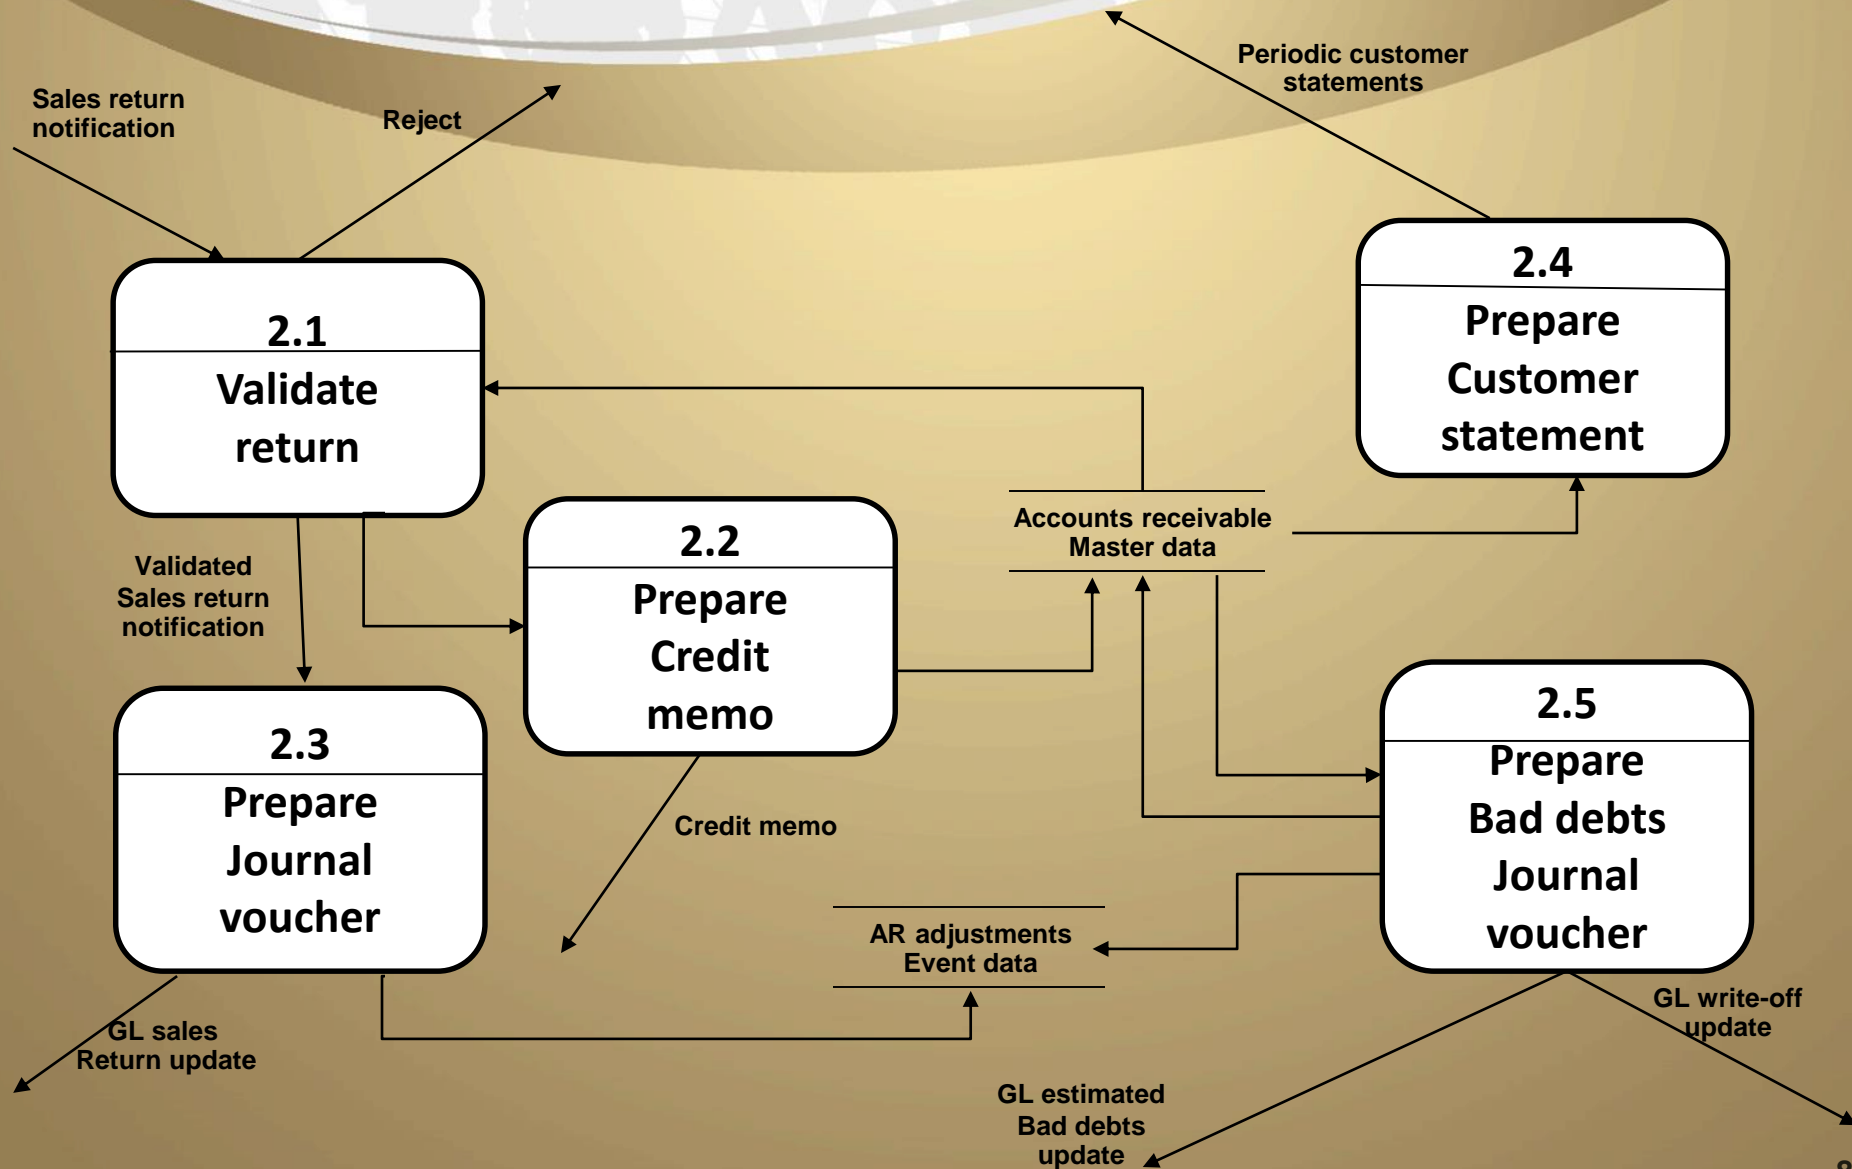 Periodic customer
statements
Sales return
notification
Reject
2.1
Validate
return
2.4
Prepare
Customer
statement
Accounts receivable
Master data
2.2
Prepare
Credit
memo
Validated
Sales return
notification
2.3
Prepare
Journal
voucher
Credit memo
2.5
Prepare
Bad debts
Journal
voucher
AR adjustments
Event data
GL sales
Return update
GL write-off
update
GL estimated
Bad debts
update